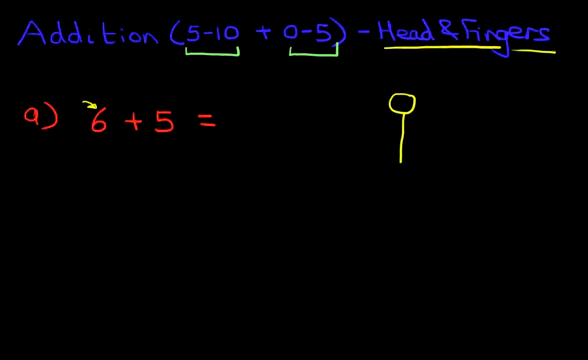 Addition (5-10 + 0-5) - Head & Fingers
a) 6 + 5 =